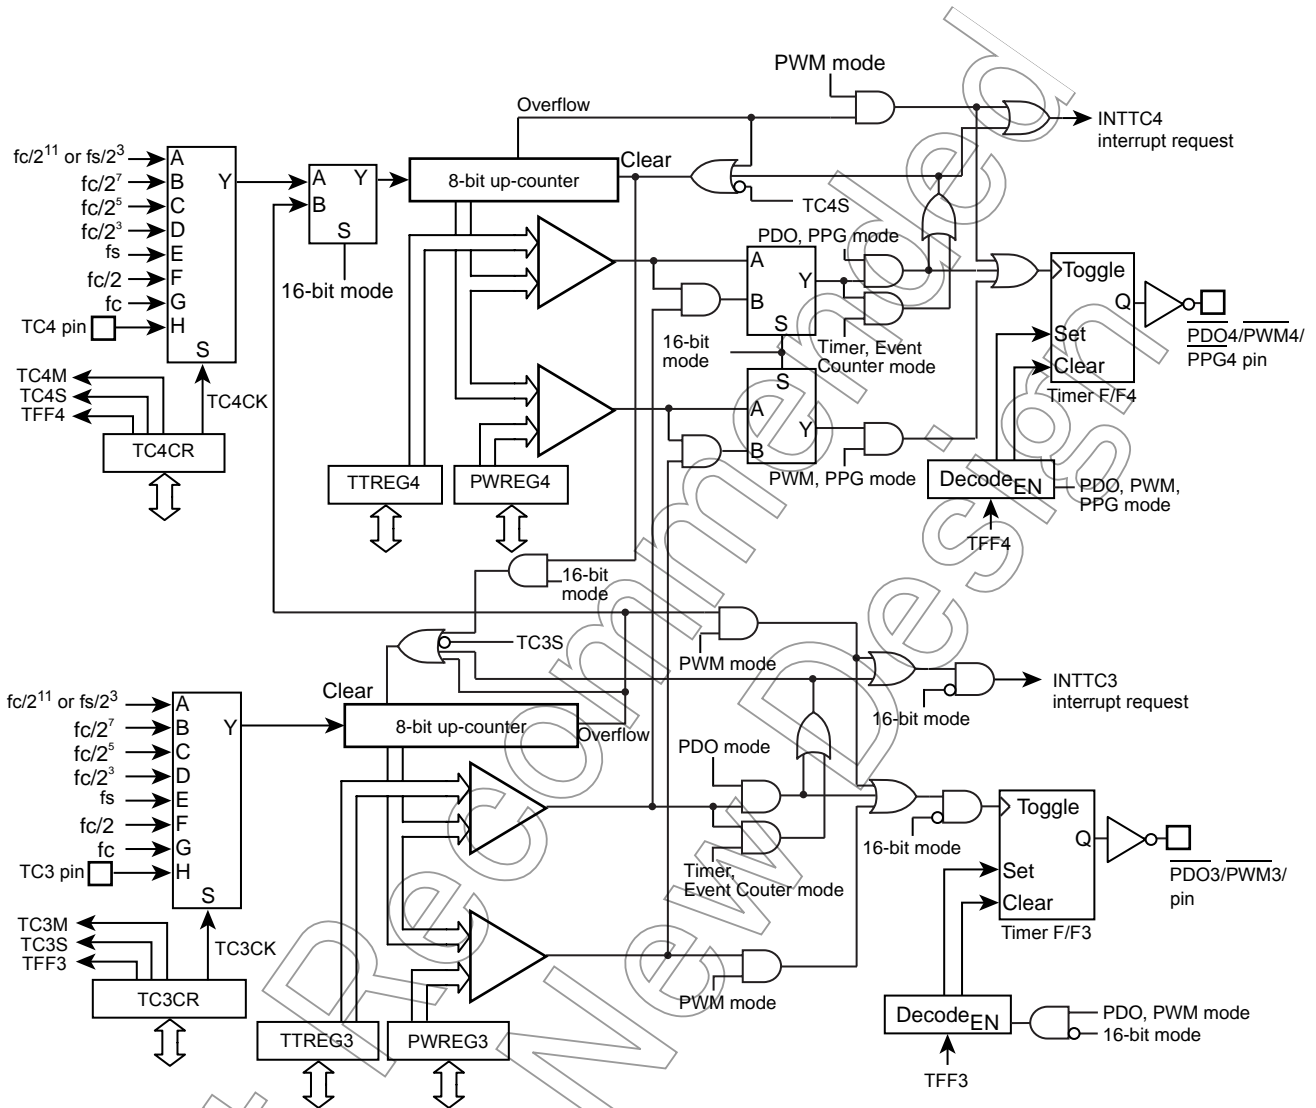 PWM mode
Overflow
INTTC4
interrupt request
fc/2¹¹ or fs/2³
fc/2⁷
fc/2⁵
fc/2³
fs
fc/2
fc
TC4 pin
A
B
C
D
E
F
G
H
Y
S
A
B
Y
S
16-bit mode
8-bit up-counter
Clear
TC4S
PDO, PPG mode
A
B
Y
S
16-bit
mode
Timer, Event
Counter mode
Toggle
Q
Set
Clear
Timer F/F4
PDO4/PWM4/
PPG4 pin
TC4M
TC4S
TFF4
TC4CK
TC4CR
TTREG4
PWREG4
S
A
Y
B
PWM, PPG mode
Decode EN
PDO, PWM,
PPG mode
TFF4
16-bit
mode
TC3S
PWM mode
INTTC3
interrupt request
16-bit mode
fc/2¹¹ or fs/2³
fc/2⁷
fc/2⁵
fc/2³
fs
fc/2
fc
TC3 pin
A
B
C
D
E
F
G
H
Y
S
Clear
8-bit up-counter
Overflow
PDO mode
Timer,
Event Couter mode
16-bit mode
Toggle
Q
Set
Clear
Timer F/F3
PDO3/PWM3/
pin
TC3M
TC3S
TFF3
TC3CK
TC3CR
TTREG3
PWREG3
PWM mode
Decode EN
PDO, PWM mode
16-bit mode
TFF3
t Recommended
New Design